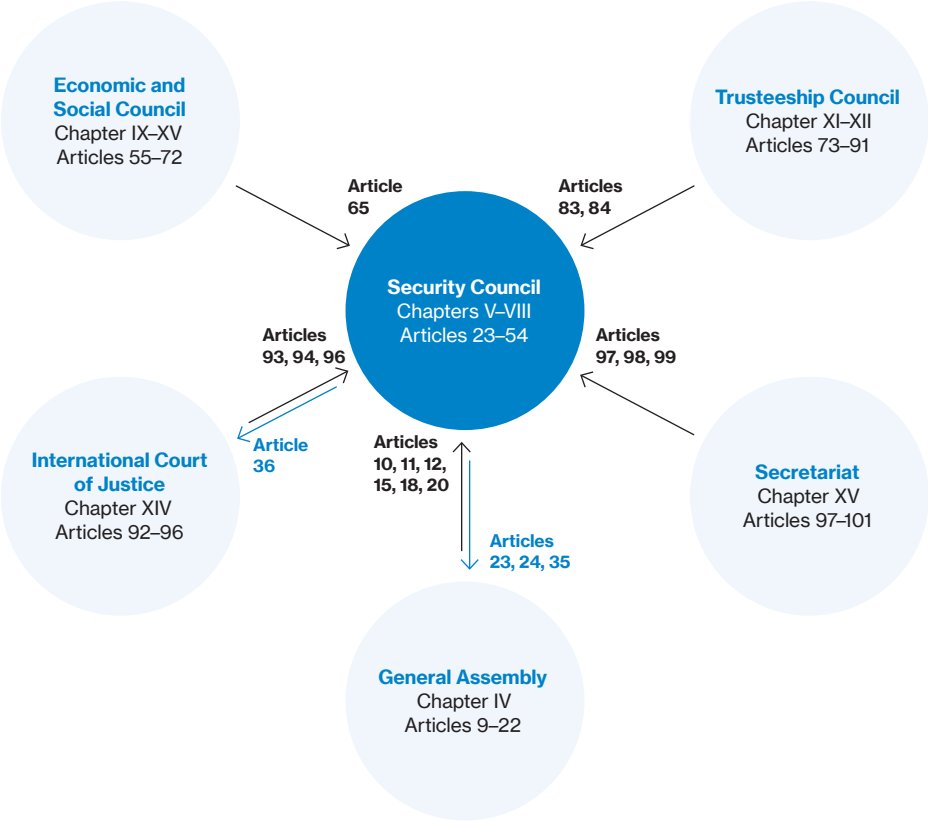 Economic and
Social Council
Chapter IX–XV
Articles 55–72
Trusteeship Council
Chapter XI–XII
Articles 73–91
Article
65
Articles
83, 84
Security Council
Chapters V–VIII
Articles 23–54
Articles
93, 94, 96
Articles
97, 98, 99
Article
36
Articles
10, 11, 12,
15, 18, 20
International Court
of Justice
Chapter XIV
Articles 92–96
Secretariat
Chapter XV
Articles 97–101
Articles
23, 24, 35
General Assembly
Chapter IV
Articles 9–22